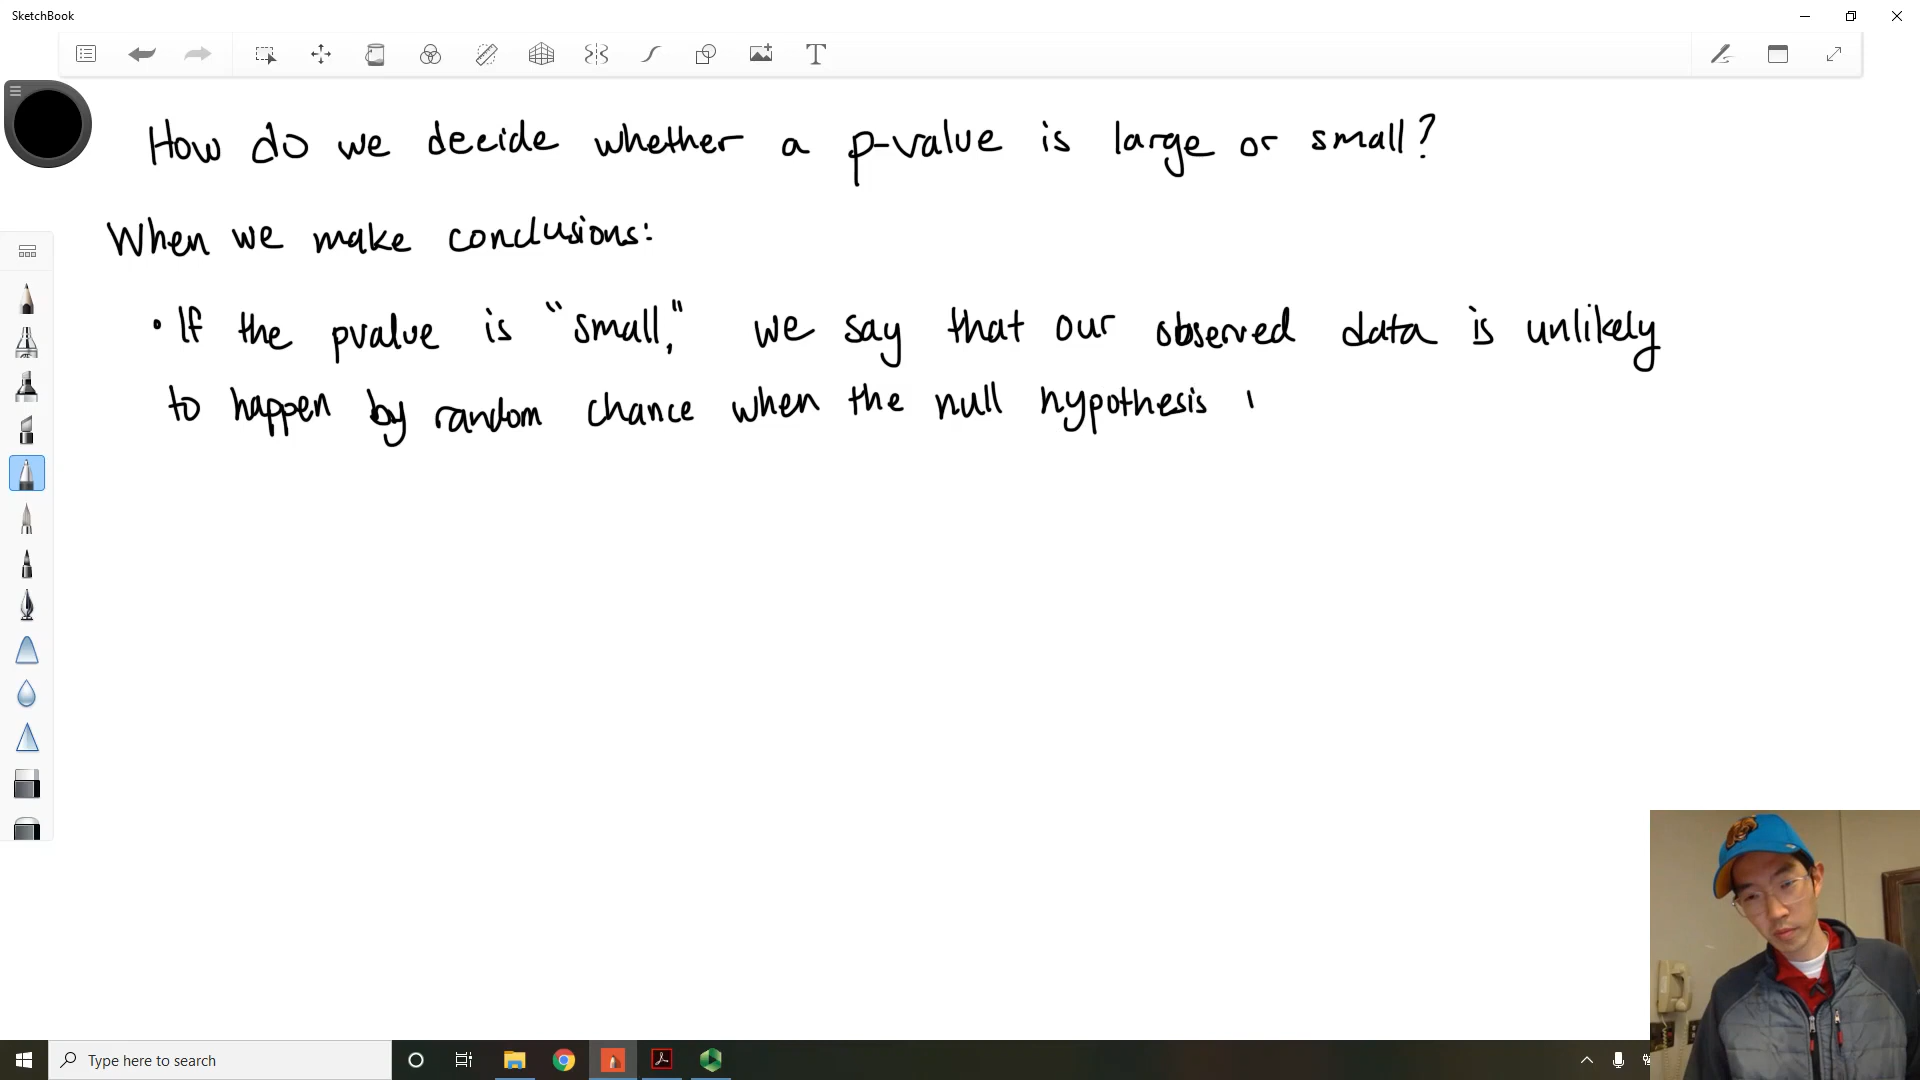 SketchBook
How do we decide whether a p-value is large or small?
When we make conclusions:
• If the pvalue is "small," we say that our observed data is unlikely
to happen by random chance when the null hypothesis
Type here to search